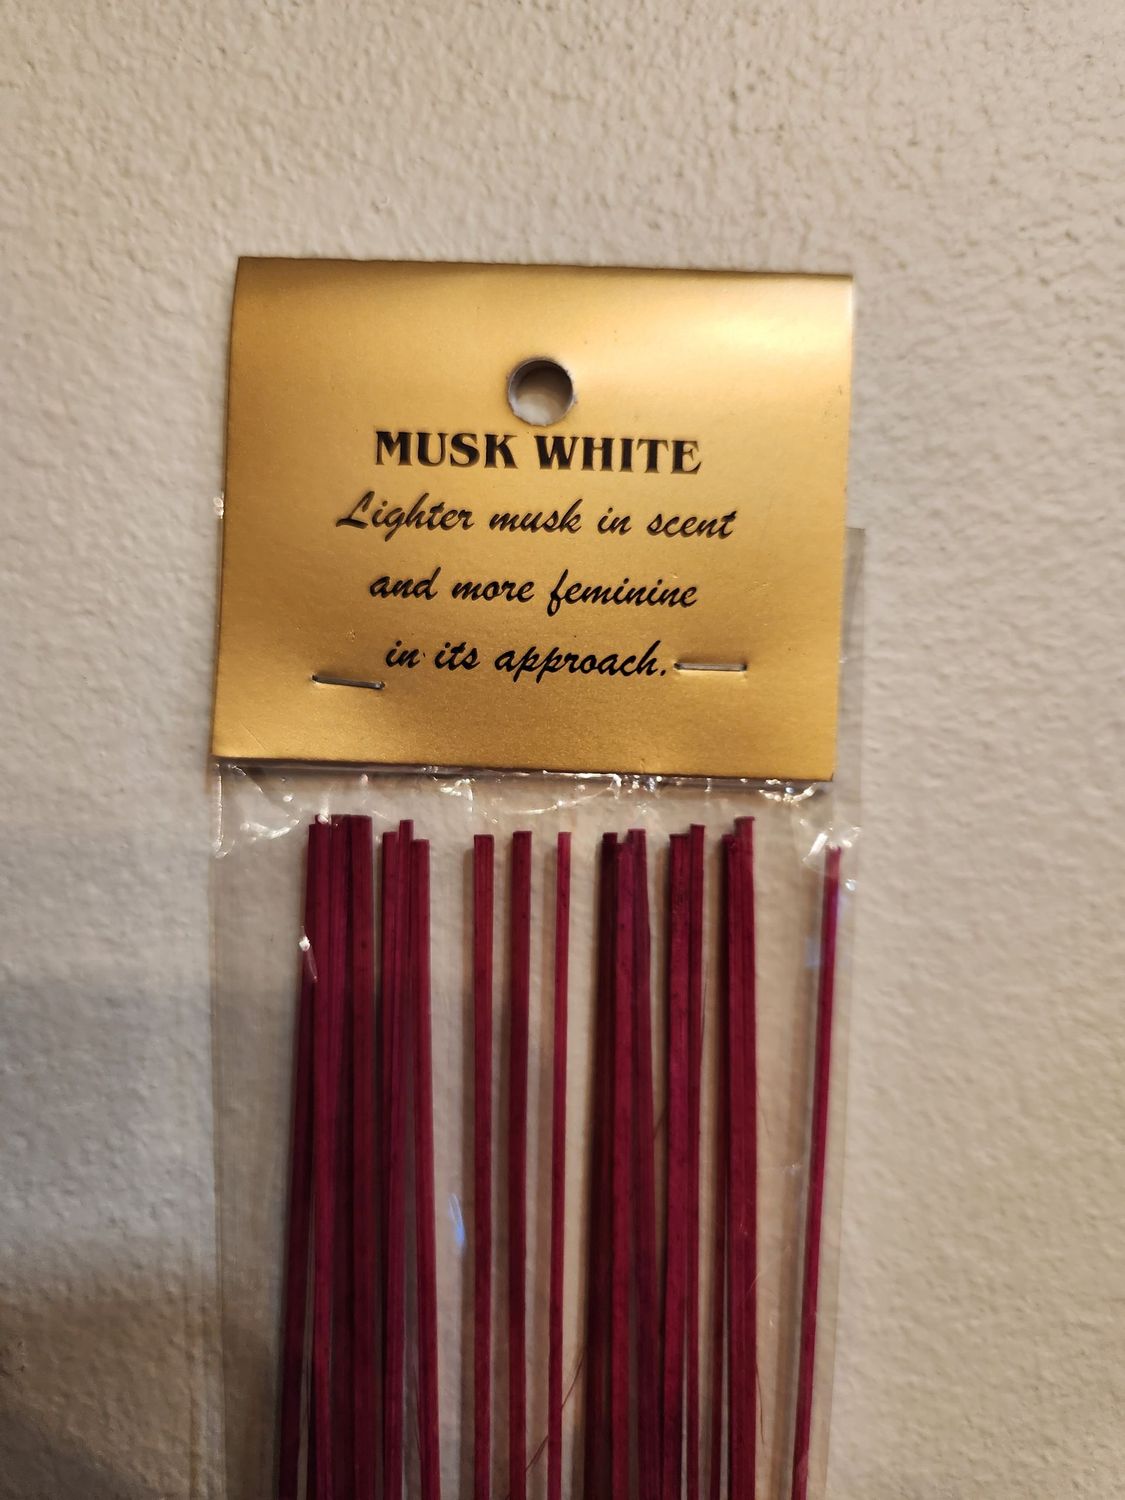 MUSK WHITE
Lighter musk in scent
and more feminine
in its approach.